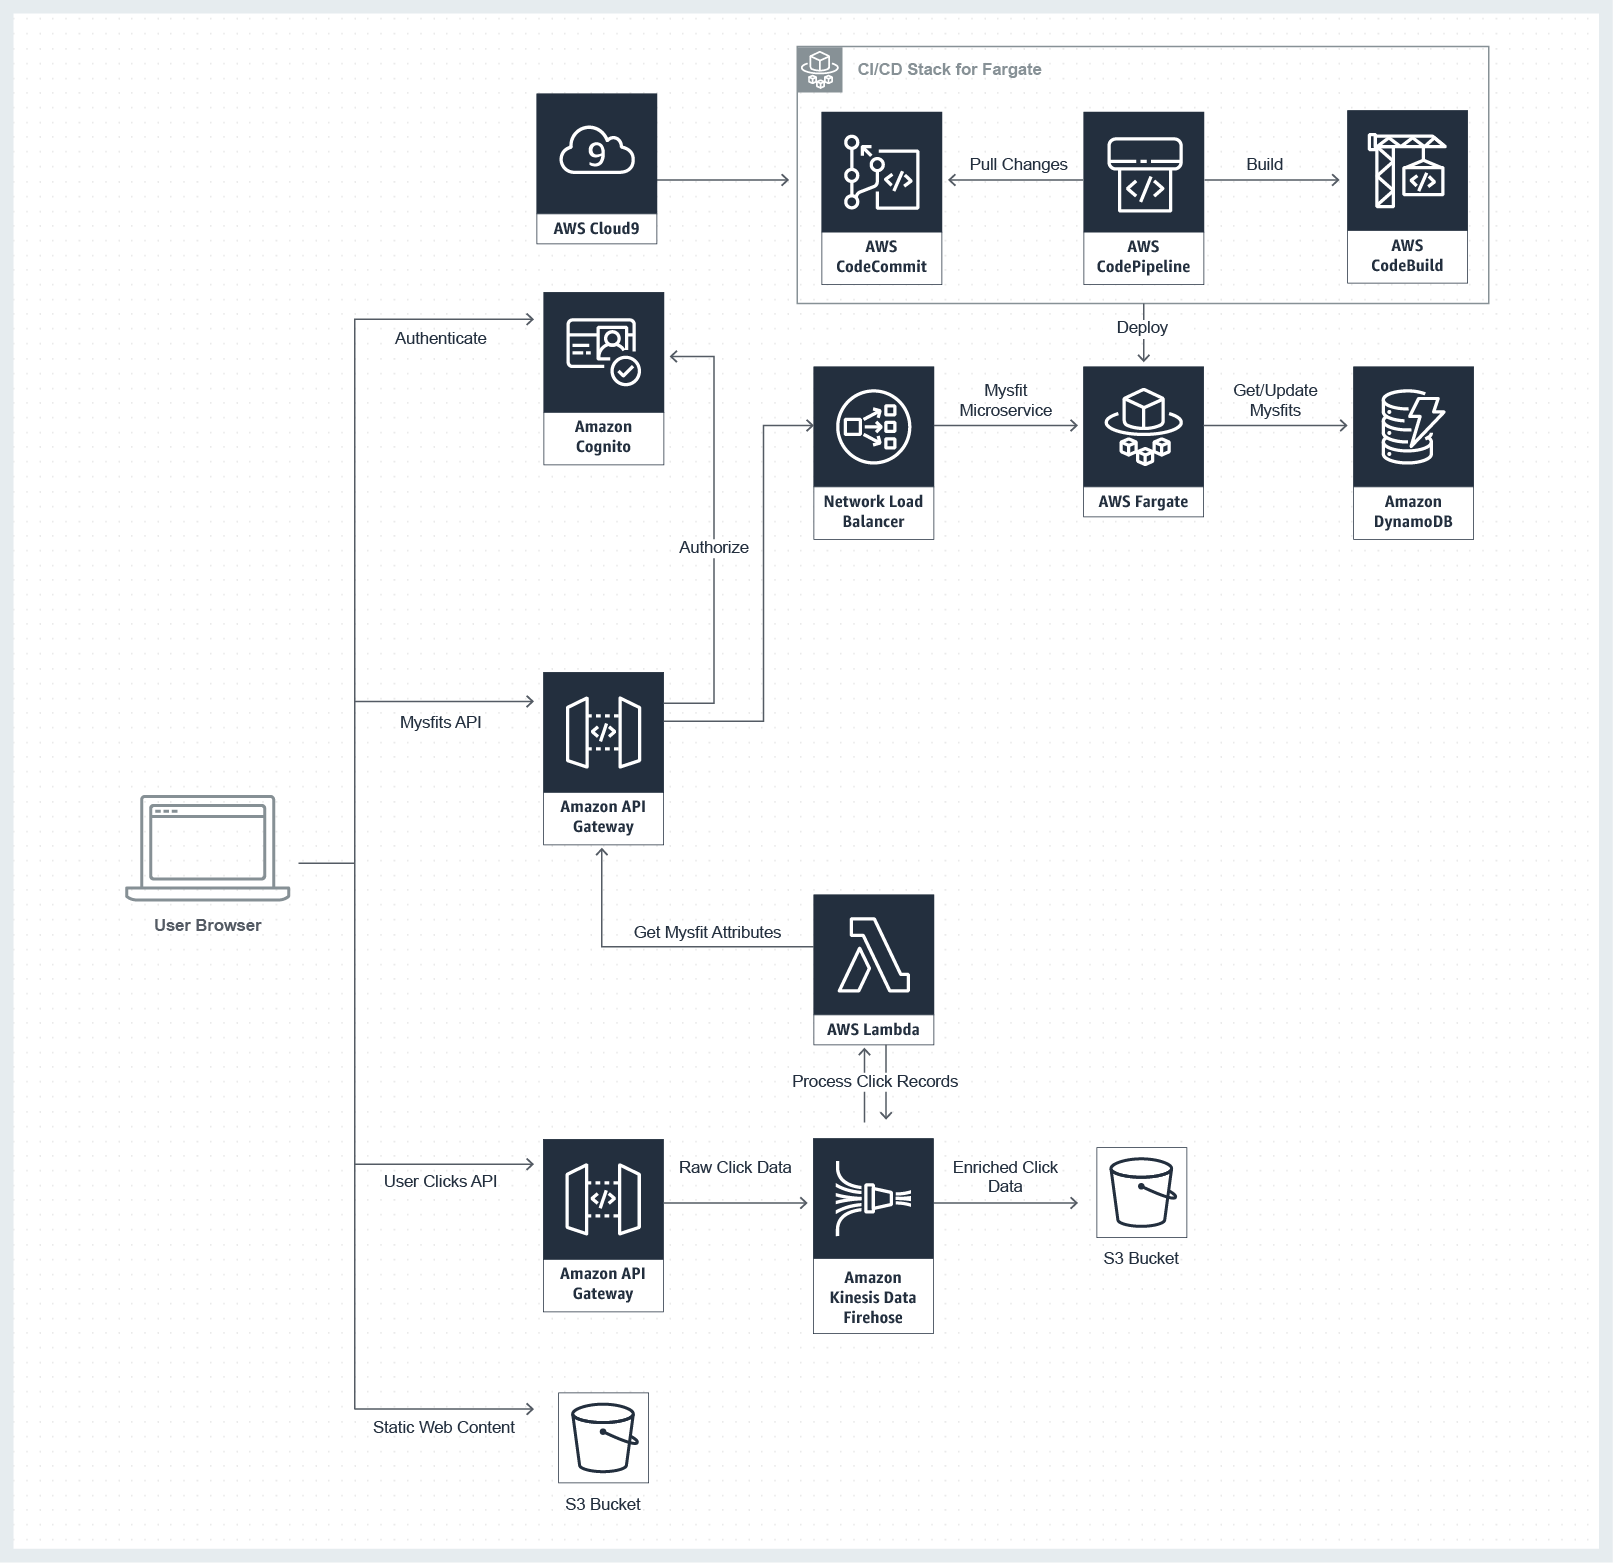 CI/CD Stack for Fargate
9
AWS Cloud9
Pull Changes
Build
AWS
CodeCommit
AWS
CodePipeline
AWS
CodeBuild
Deploy
Authenticate
Amazon
Cognito
Authorize
Network Load
Balancer
Mysfit
Microservice
AWS Fargate
Get/Update
Mysfits
Amazon
DynamoDB
Mysfits API
Amazon API
Gateway
User Browser
Get Mysfit Attributes
AWS Lambda
Process Click Records
User Clicks API
Amazon API
Gateway
Raw Click Data
Amazon
Kinesis Data
Firehose
Enriched Click
Data
S3 Bucket
Static Web Content
S3 Bucket